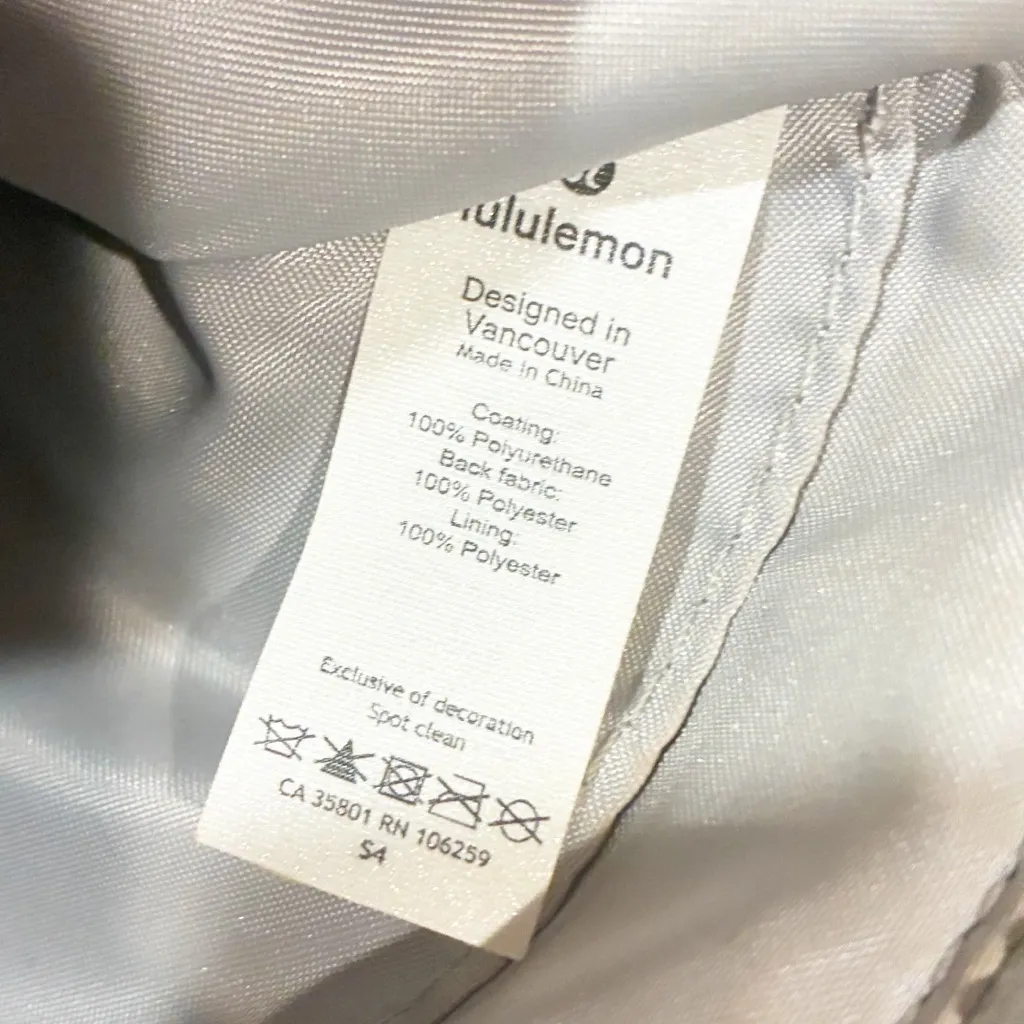 lululemon
Designed in
Vancouver
Made in China
Coating:
100% Polyurethane
Back fabric:
100% Polyester
Lining:
100% Polyester
Exclusive of decoration
Spot clean
CA 35801 RN 106259
S4